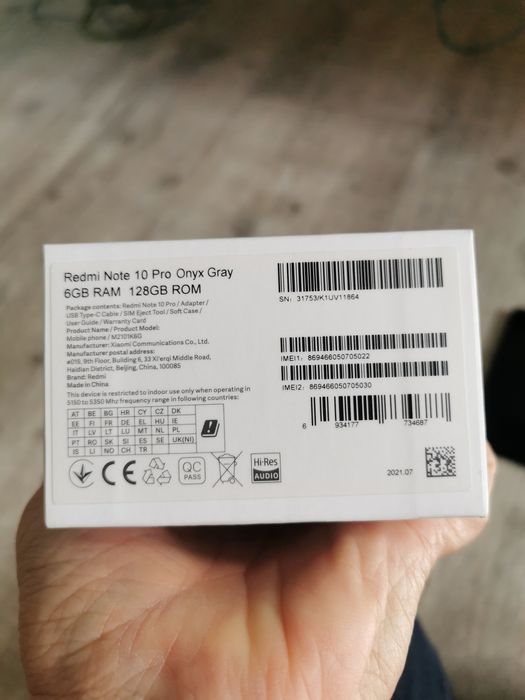 Redmi Note 10 Pro Onyx Gray
6GB RAM 128GB ROM
Package contents: Redmi Note 10 Pro / Adapter /
USB Type-C Cable / SIM Eject Tool / Soft Case /
User Guide / Warranty Card
Product Name / Product Model:
Mobile phone / M2101K6G
Manufacturer: Xiaomi Communications Co., Ltd.
Manufacturer postal address:
#019, 9th Floor, Building 6, 33 Xi'erqi Middle Road,
Haidian District, Beijing, China, 100085
Brand: Redmi
Made in China
This device is restricted to indoor use only when operating in
5150 to 5350 Mhz frequency range in following countries:
AT BE BG HR CY CZ DK
EE FI FR DE EL HU IE
IT LV LT LU MT NL PL
PT RO SK SI ES SE UK(NI)
IS LI NO CH TR
CE
QC
PASS
Hi-Res
AUDIO
SN: 31753/K1UV11864
IMEI1: 869466050705022
IMEI2: 869466050705030
6 934177 734687
2021.07